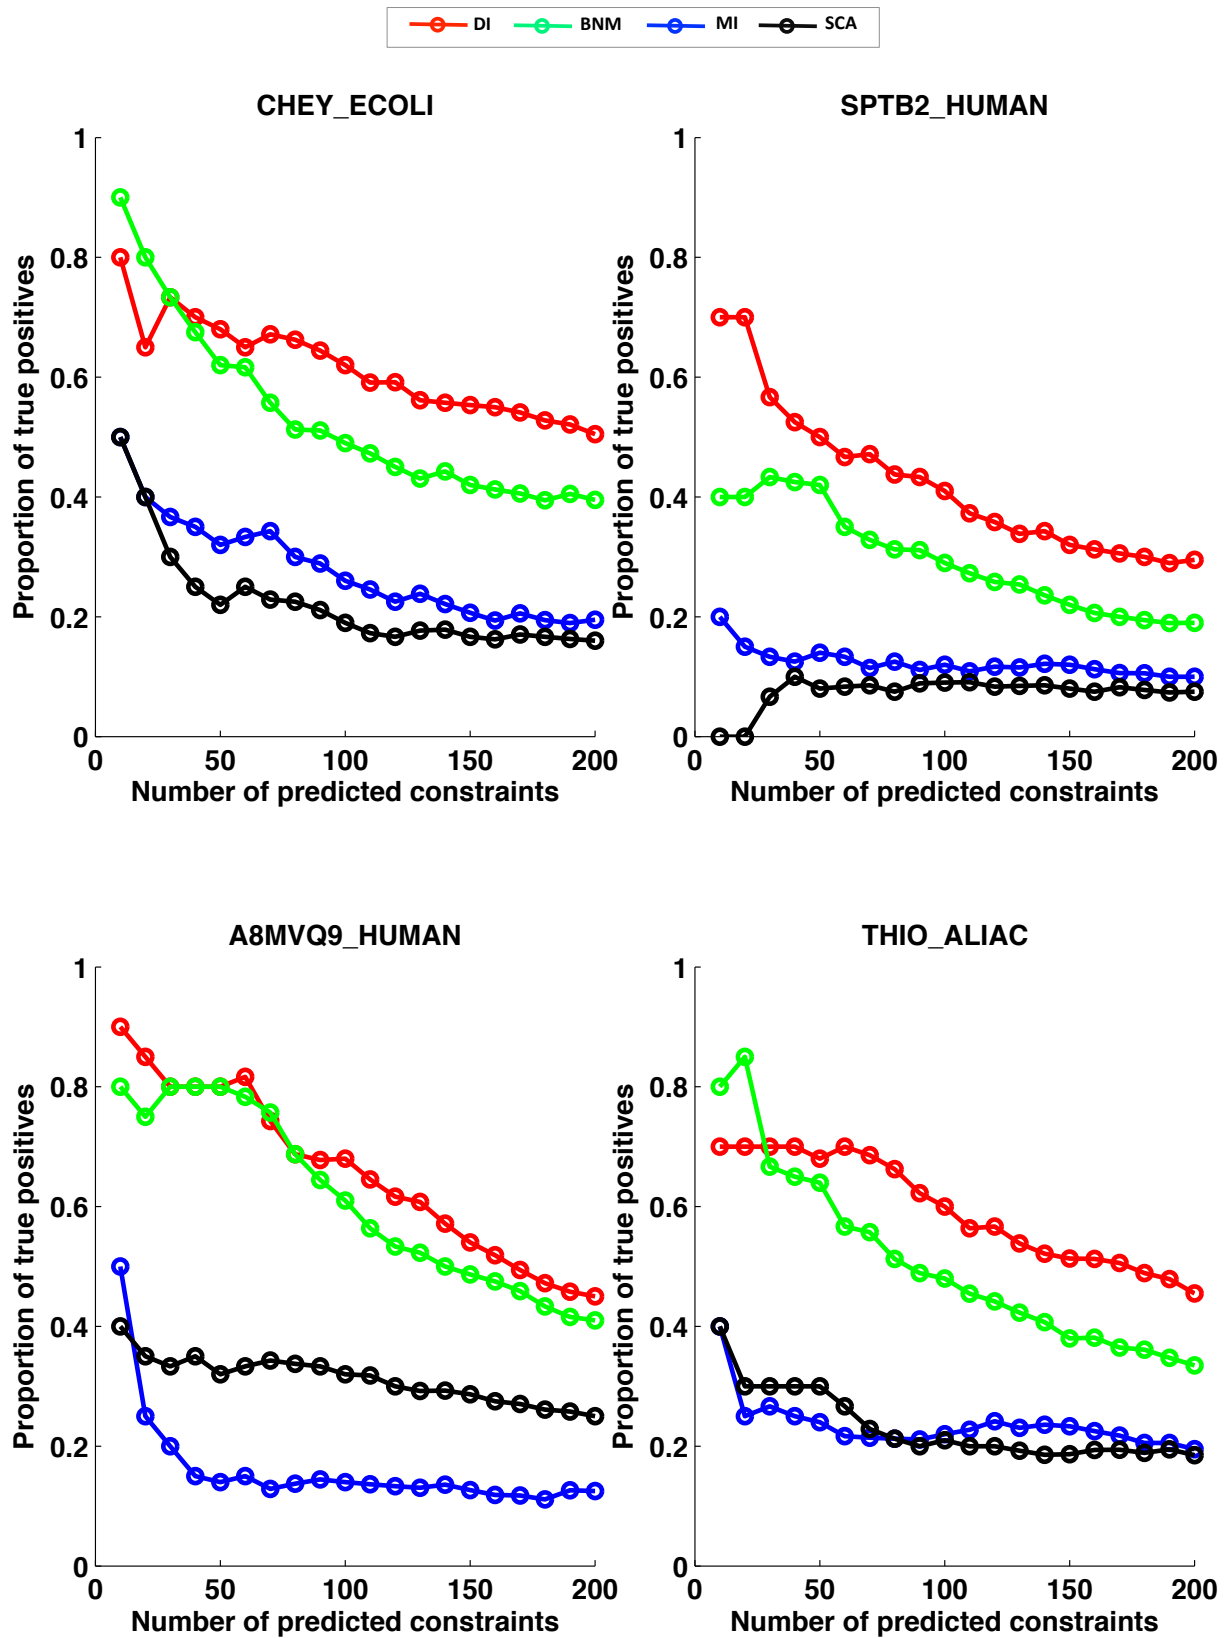 DI BNM MI SCA
CHEY_ECOLI
1
0.8
0.6
0.4
0.2
0
Proportion of true positives
0 50 100 150 200
Number of predicted constraints
SPTB2_HUMAN
1
0.8
0.6
0.4
0.2
0
Proportion of true positives
0 50 100 150 200
Number of predicted constraints
A8MVQ9_HUMAN
1
0.8
0.6
0.4
0.2
0
Proportion of true positives
0 50 100 150 200
Number of predicted constraints
THIO_ALIAC
1
0.8
0.6
0.4
0.2
0
Proportion of true positives
0 50 100 150 200
Number of predicted constraints